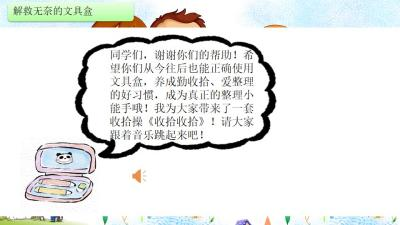 解救无奈的文具盒
同学们，谢谢你们的帮助！希
望你们从今往后也能正确使用
文具盒，养成勤收拾、爱整理
的好习惯，成为真正的整理小
能手哦！我为大家带来了一套
收拾操《收拾收拾》！请大家
跟着音乐跳起来吧！